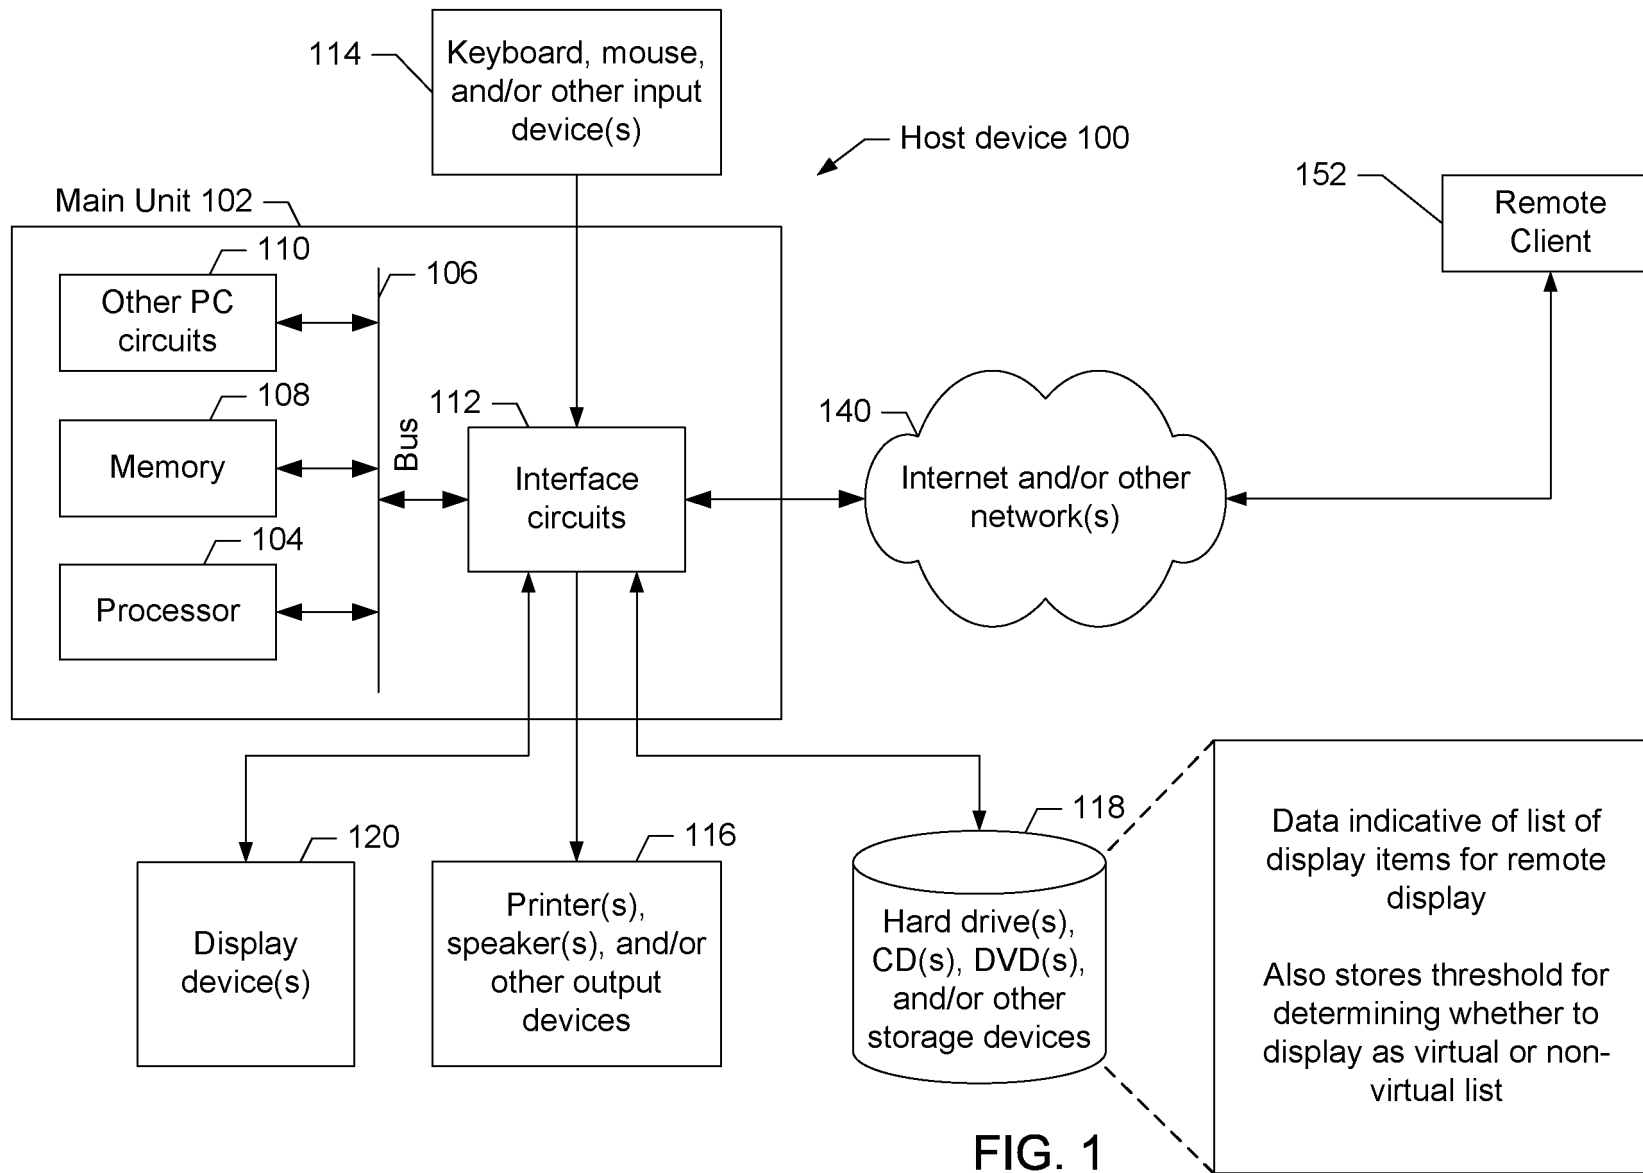 114
Keyboard, mouse,
and/or other input
device(s)
Host device 100
152
Remote
Client
Main Unit 102
110
Other PC
circuits
106
108
Memory
Bus
112
Interface
circuits
140
Internet and/or other
network(s)
104
Processor
120
Display
device(s)
116
Printer(s),
speaker(s), and/or
other output
devices
118
Hard drive(s),
CD(s), DVD(s),
and/or other
storage devices
Data indicative of list of
display items for remote
display
Also stores threshold for
determining whether to
display as virtual or non-
virtual list
FIG. 1